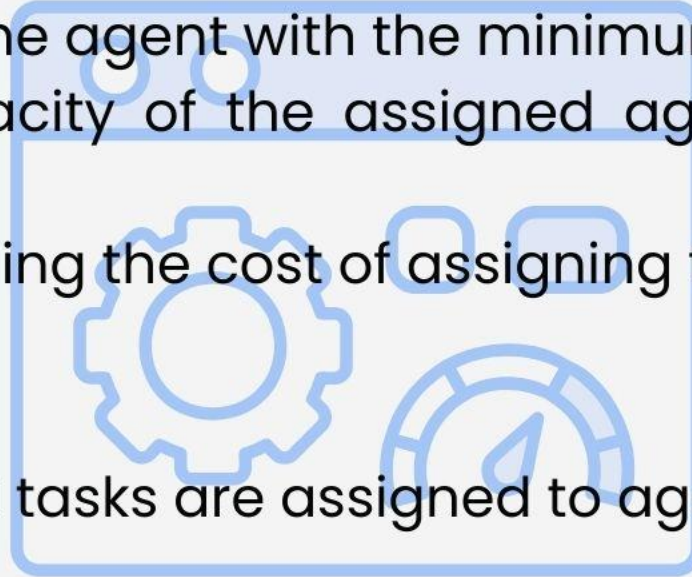 he agent with the minimu
acity of the assigned ag
ing the cost of assigning
tasks are assigned to ag